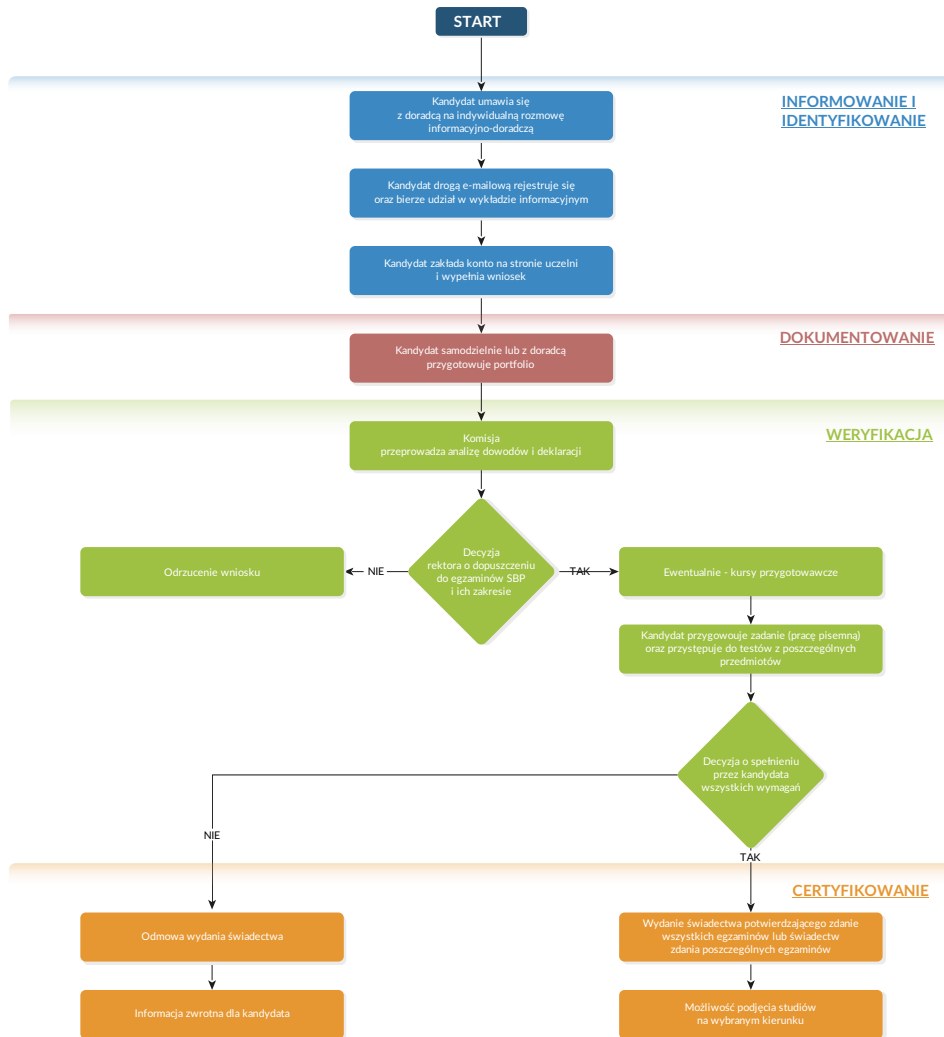 START
INFORMOWANIE I
IDENTYFIKOWANIE
Kandydat umawia się
z doradcą na indywidualną rozmowę
informacyjno-doradczą
Kandydat drogą e-mailową rejestruje się
oraz bierze udział w wykładzie informacyjnym
Kandydat zakłada konto na stronie uczelni
i wypełnia wniosek
DOKUMENTOWANIE
Kandydat samodzielnie lub z doradcą
przygotowuje portfolio
WERYFIKACJA
Komisja
przeprowadza analizę dowodów i deklaracji
Decyzja
rektora o dopuszczeniu
do egzaminów SBP
i ich zakresie
NIE
Odrzucenie wniosku
TAK
Ewentualnie - kursy przygotowawcze
Kandydat przygowouje zadanie (pracę pisemną)
oraz przystępuje do testów z poszczególnych
przedmiotów
Decyzja o spełnieniu
przez kandydata
wszystkich wymagań
NIE
TAK
CERTYFIKOWANIE
Odmowa wydania świadectwa
Wydanie świadectwa potwierdzającego zdanie
wszystkich egzaminów lub świadectw
zdania poszczególnych egzaminów
Informacja zwrotna dla kandydata
Możliwość podjęcia studiów
na wybranym kierunku